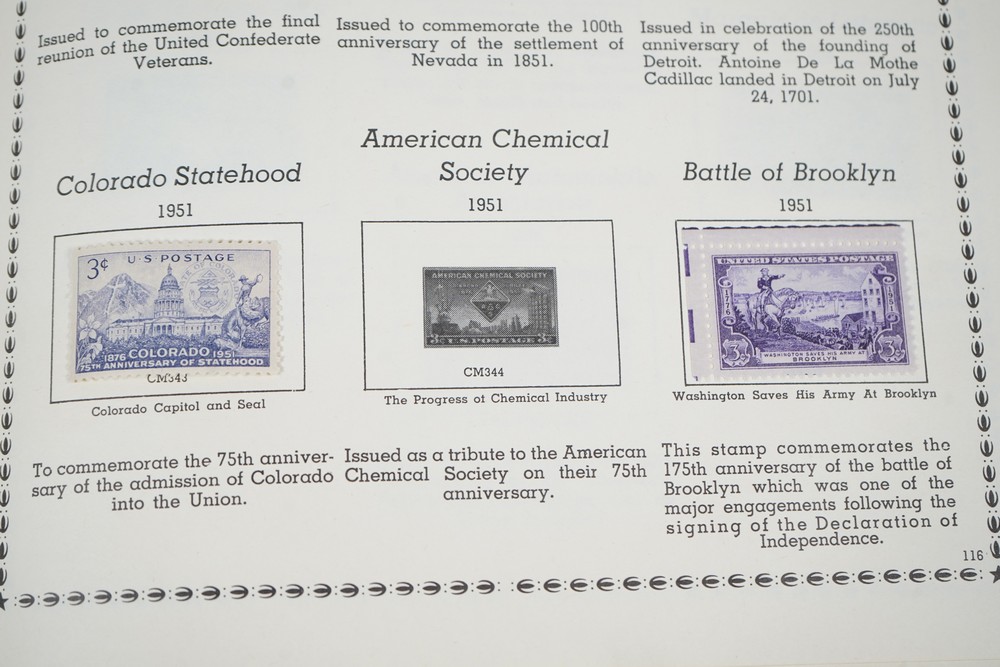 Issued to commemorate the final
reunion of the United Confederate
Veterans.
Issued to commemorate the 100th
anniversary of the settlement of
Nevada in 1851.
Issued in celebration of the 250th
anniversary of the founding of
Detroit. Antoine De La Mothe
Cadillac landed in Detroit on July
24, 1701.
Colorado Statehood
1951
3¢ U·S POSTAGE
1876 COLORADO 1951
75TH ANNIVERSARY OF STATEHOOD
CM343
Colorado Capitol and Seal
To commemorate the 75th anniver-
sary of the admission of Colorado
into the Union.
American Chemical
Society
1951
AMERICAN CHEMICAL SOCIETY
3¢ U.S. POSTAGE 3¢
CM344
The Progress of Chemical Industry
Issued as a tribute to the American
Chemical Society on their 75th
anniversary.
Battle of Brooklyn
1951
UNITED STATES POSTAGE
1776 1951
3¢ WASHINGTON SAVES HIS ARMY AT 3¢
BROOKLYN
Washington Saves His Army At Brooklyn
This stamp commemorates the
175th anniversary of the battle of
Brooklyn which was one of the
major engagements following the
signing of the Declaration of
Independence.
116